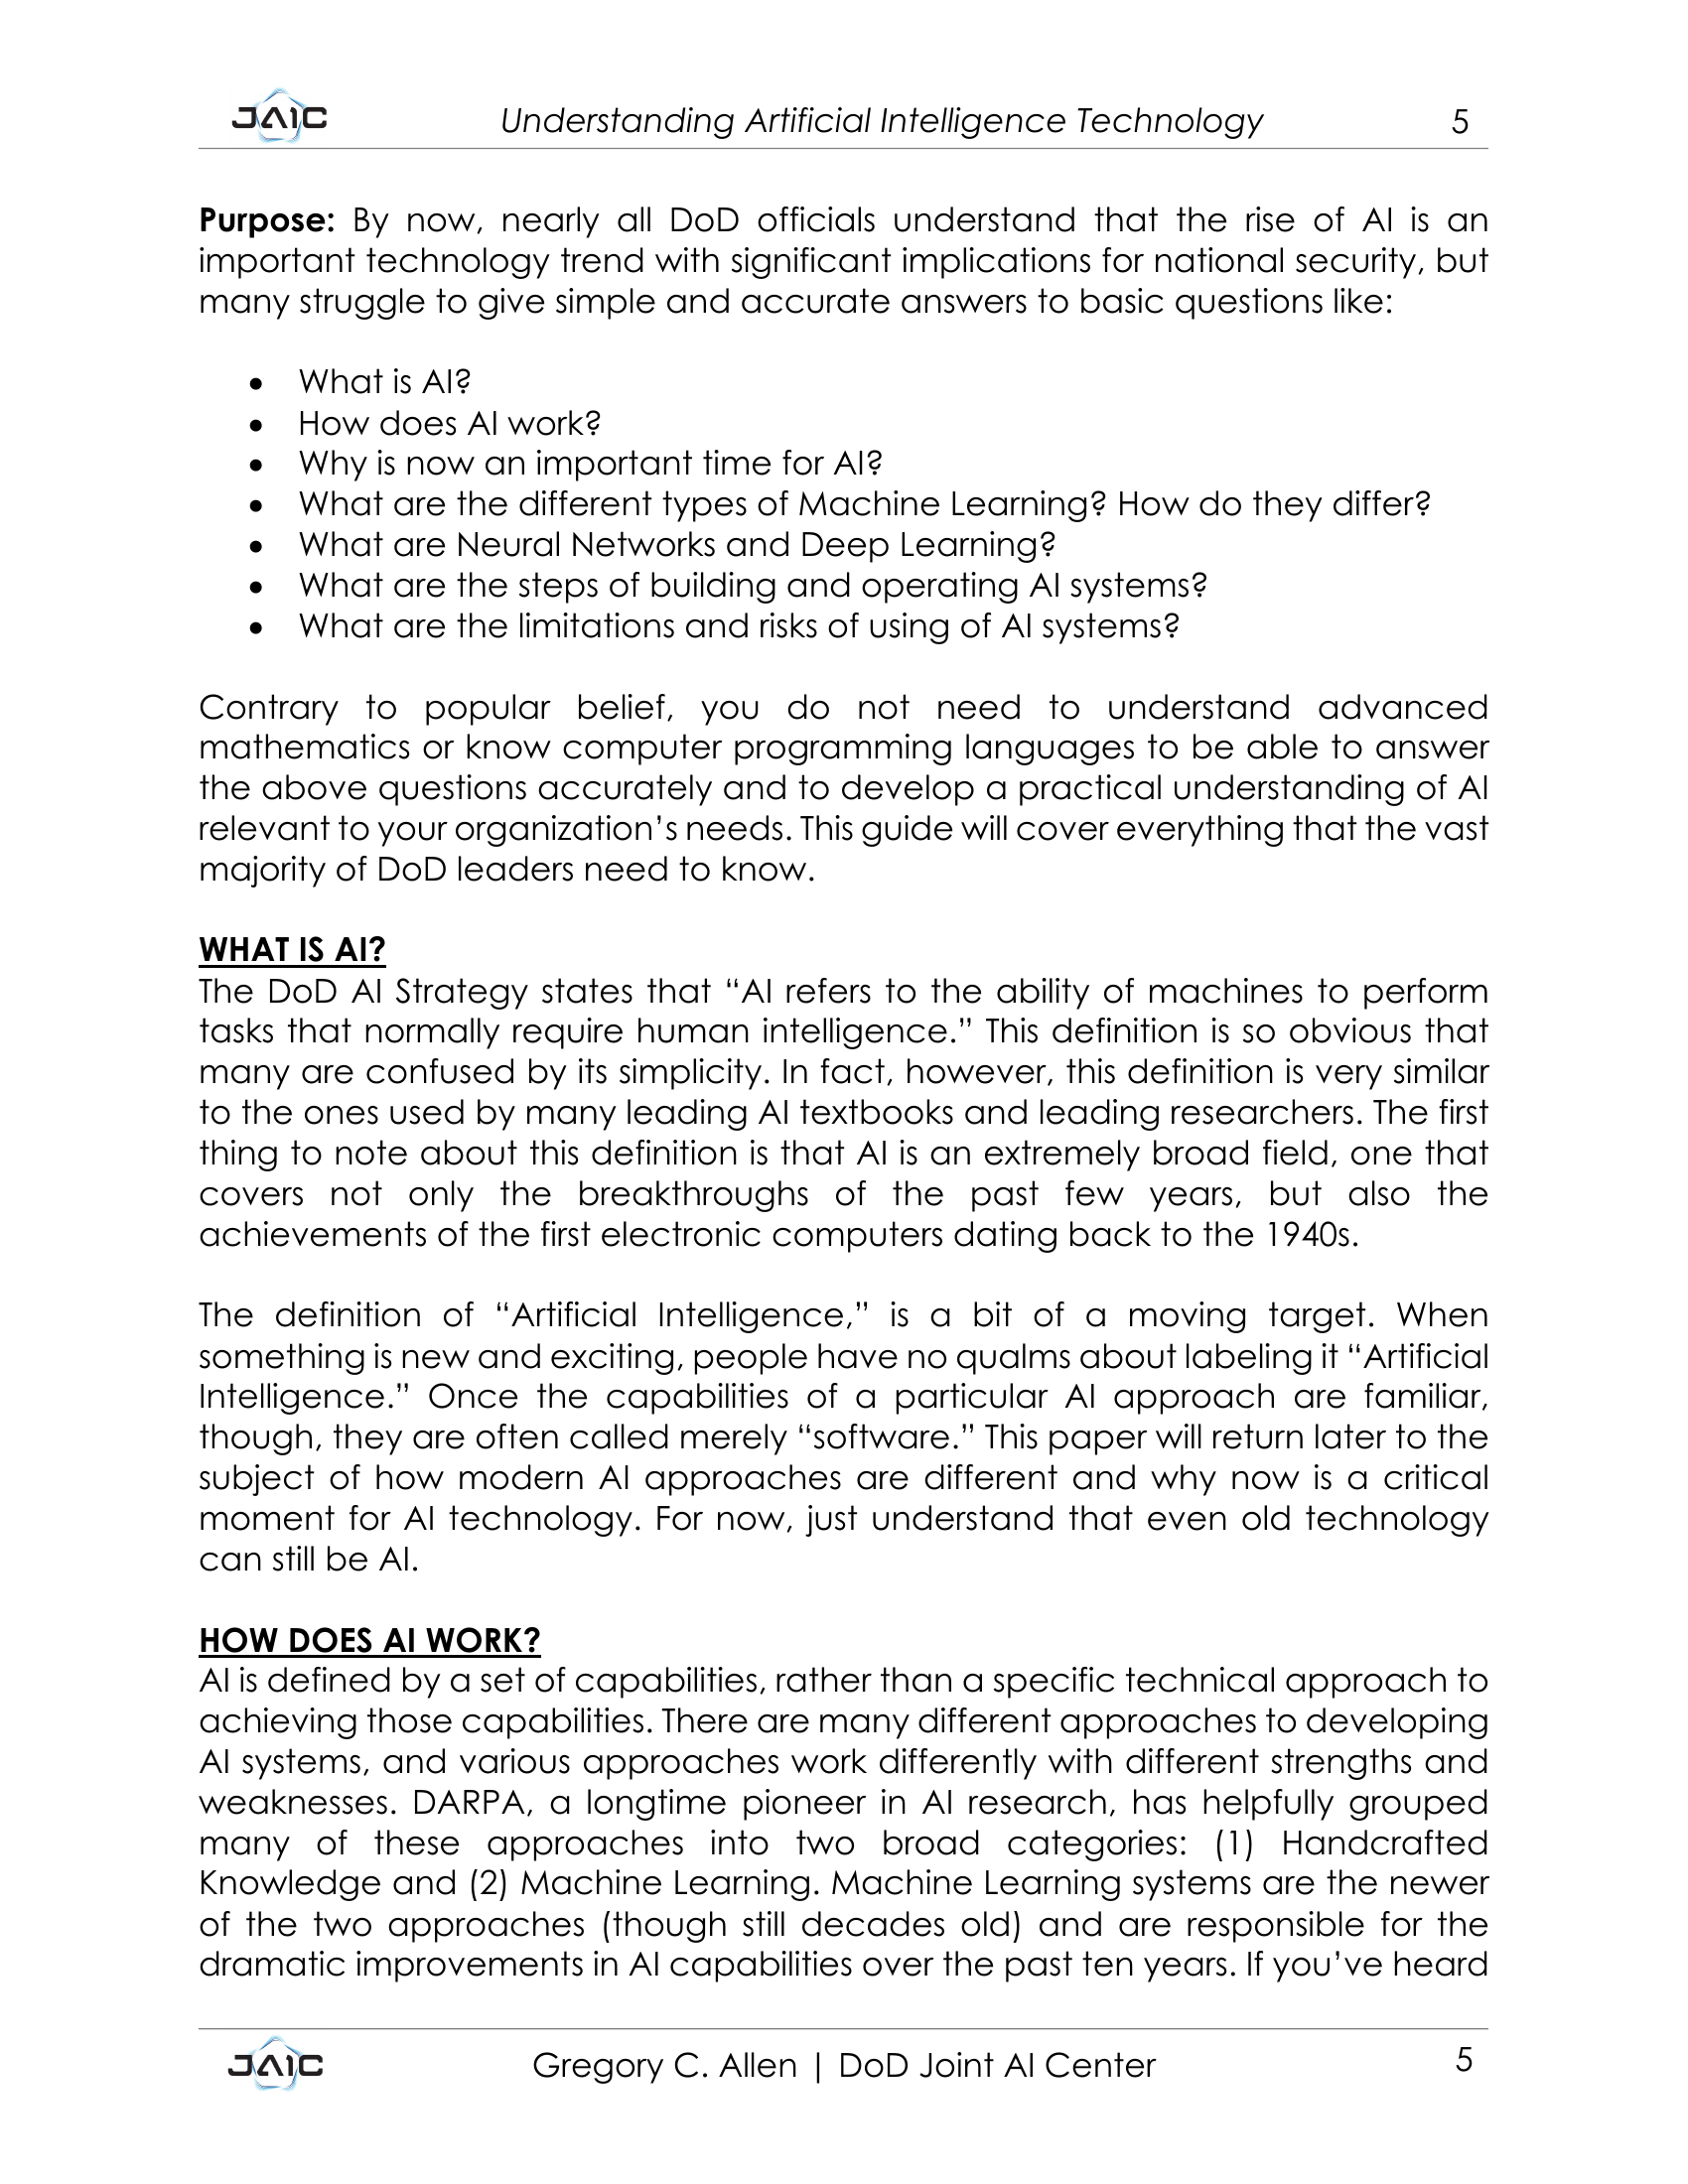 JAIC
Understanding Artificial Intelligence Technology
5
Purpose: By now, nearly all DoD officials understand that the rise of AI is an
important technology trend with significant implications for national security, but
many struggle to give simple and accurate answers to basic questions like:
• What is AI?
• How does AI work?
• Why is now an important time for AI?
• What are the different types of Machine Learning? How do they differ?
• What are Neural Networks and Deep Learning?
• What are the steps of building and operating AI systems?
• What are the limitations and risks of using of AI systems?
Contrary to popular belief, you do not need to understand advanced
mathematics or know computer programming languages to be able to answer
the above questions accurately and to develop a practical understanding of AI
relevant to your organization’s needs. This guide will cover everything that the vast
majority of DoD leaders need to know.
WHAT IS AI?
The DoD AI Strategy states that “AI refers to the ability of machines to perform
tasks that normally require human intelligence.” This definition is so obvious that
many are confused by its simplicity. In fact, however, this definition is very similar
to the ones used by many leading AI textbooks and leading researchers. The first
thing to note about this definition is that AI is an extremely broad field, one that
covers not only the breakthroughs of the past few years, but also the
achievements of the first electronic computers dating back to the 1940s.
The definition of “Artificial Intelligence,” is a bit of a moving target. When
something is new and exciting, people have no qualms about labeling it “Artificial
Intelligence.” Once the capabilities of a particular AI approach are familiar,
though, they are often called merely “software.” This paper will return later to the
subject of how modern AI approaches are different and why now is a critical
moment for AI technology. For now, just understand that even old technology
can still be AI.
HOW DOES AI WORK?
AI is defined by a set of capabilities, rather than a specific technical approach to
achieving those capabilities. There are many different approaches to developing
AI systems, and various approaches work differently with different strengths and
weaknesses. DARPA, a longtime pioneer in AI research, has helpfully grouped
many of these approaches into two broad categories: (1) Handcrafted
Knowledge and (2) Machine Learning. Machine Learning systems are the newer
of the two approaches (though still decades old) and are responsible for the
dramatic improvements in AI capabilities over the past ten years. If you’ve heard
JAIC
Gregory C. Allen | DoD Joint AI Center
5